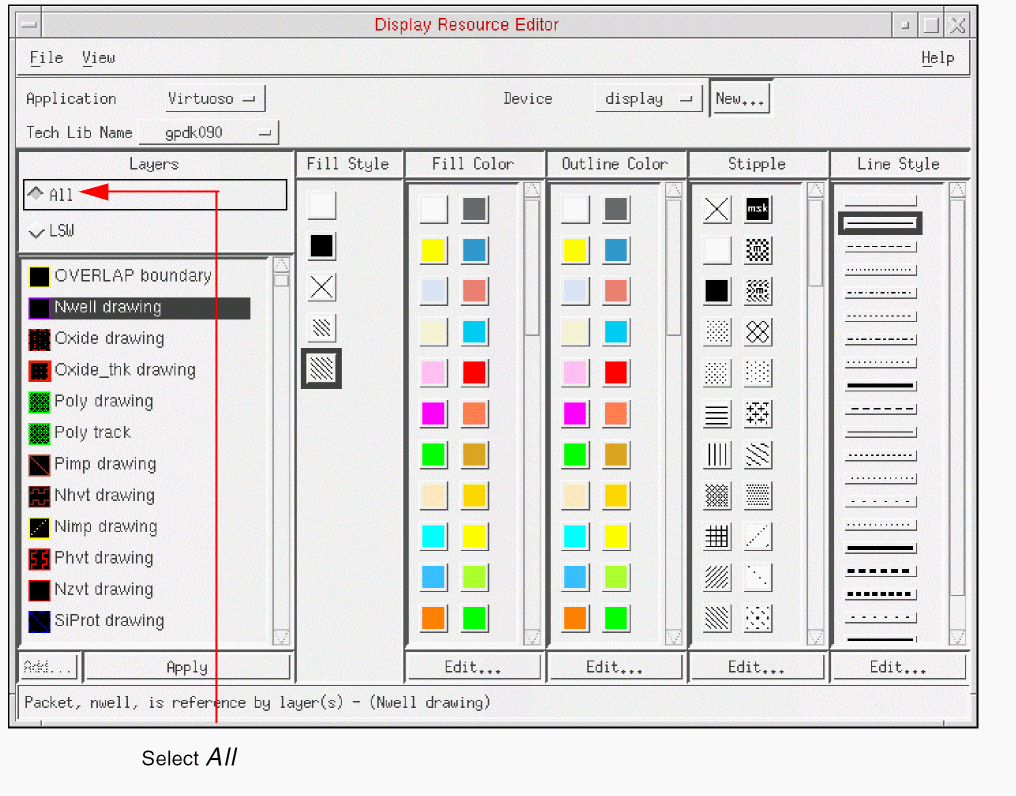 Display Resource Editor
File View Help
Application Virtuoso Device display New...
Tech Lib Name gpdk090
Layers Fill Style Fill Color Outline Color Stipple Line Style
All
LSW
msk
m
m
OVERLAP boundary
Nwell drawing
Oxide drawing
Oxide_thk drawing
Poly drawing
Poly track
Pimp drawing
Nhvt drawing
Nimp drawing
Phvt drawing
Nzvt drawing
SiProt drawing
Add... Apply Edit... Edit... Edit... Edit...
Packet, nwell, is reference by layer(s) - (Nwell drawing)
Select All